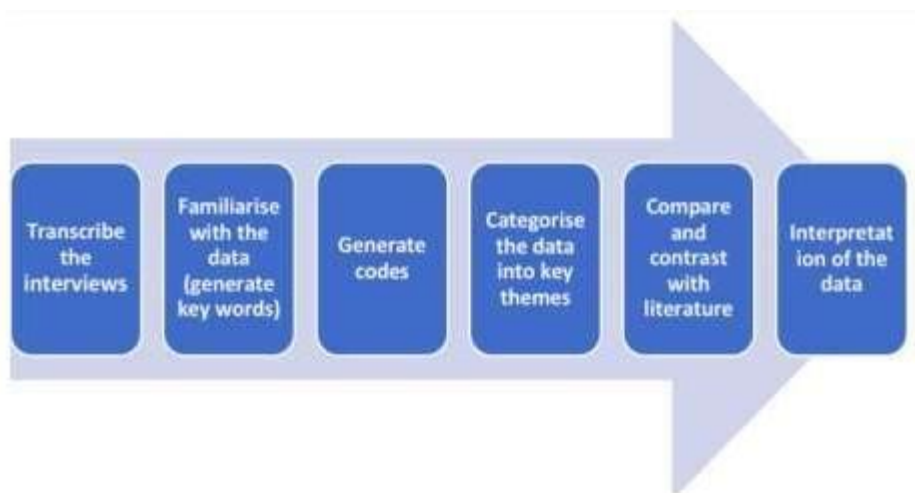 Transcribe
the
interviews
Familiarise
with the
data
(generate
key words)
Generate
codes
Categorise
the data
into key
themes
Compare
and
contrast
with
literature
Interpretat
ion of the
data